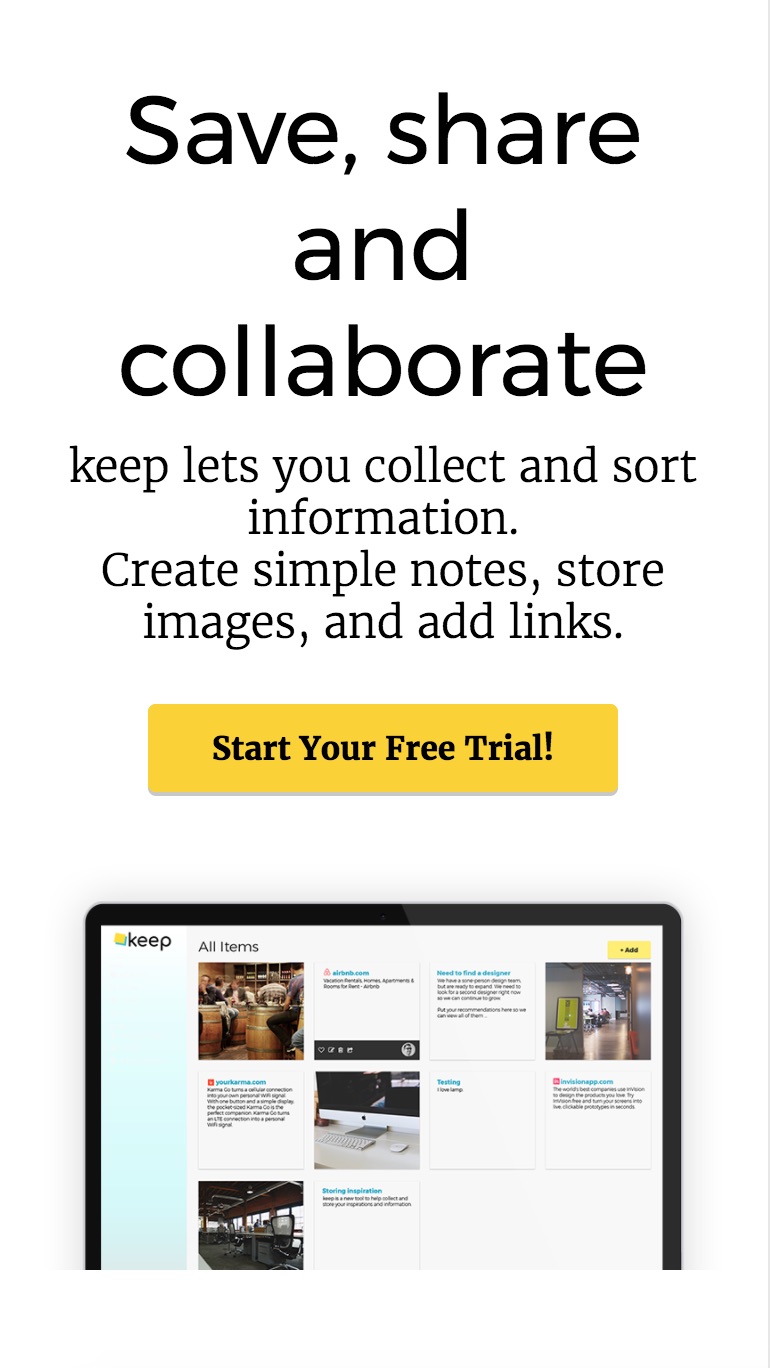 Save, share
and
collaborate
keep lets you collect and sort
information.
Create simple notes, store
images, and add links.
Start Your Free Trial!
keep
All Items
+ Add
airbnb.com
Vacation Rentals, Homes, Apartments &
Rooms for Rent - Airbnb
Need to find a designer
We have a some-person design team,
but are ready to expand. We need to
look for a second designer right now
so we can continue to grow.
Put your recommendations here so we
can view all of them ...
yourkarma.com
Karma Go turns a cellular connection
into your own personal WiFi signal.
With one button and a simple display,
the pocket-sized Karma Go is the
perfect companion. Karma Go turns
an LTE connection into a personal
WiFi signal.
Testing
I love lamp
invisionapp.com
The world's best companies use InVision
to design the products you love. Try
InVision free and turn your screens into
live, clickable prototypes in seconds.
Storing inspiration
keep is a new tool to help collect and
store your inspirations and information.